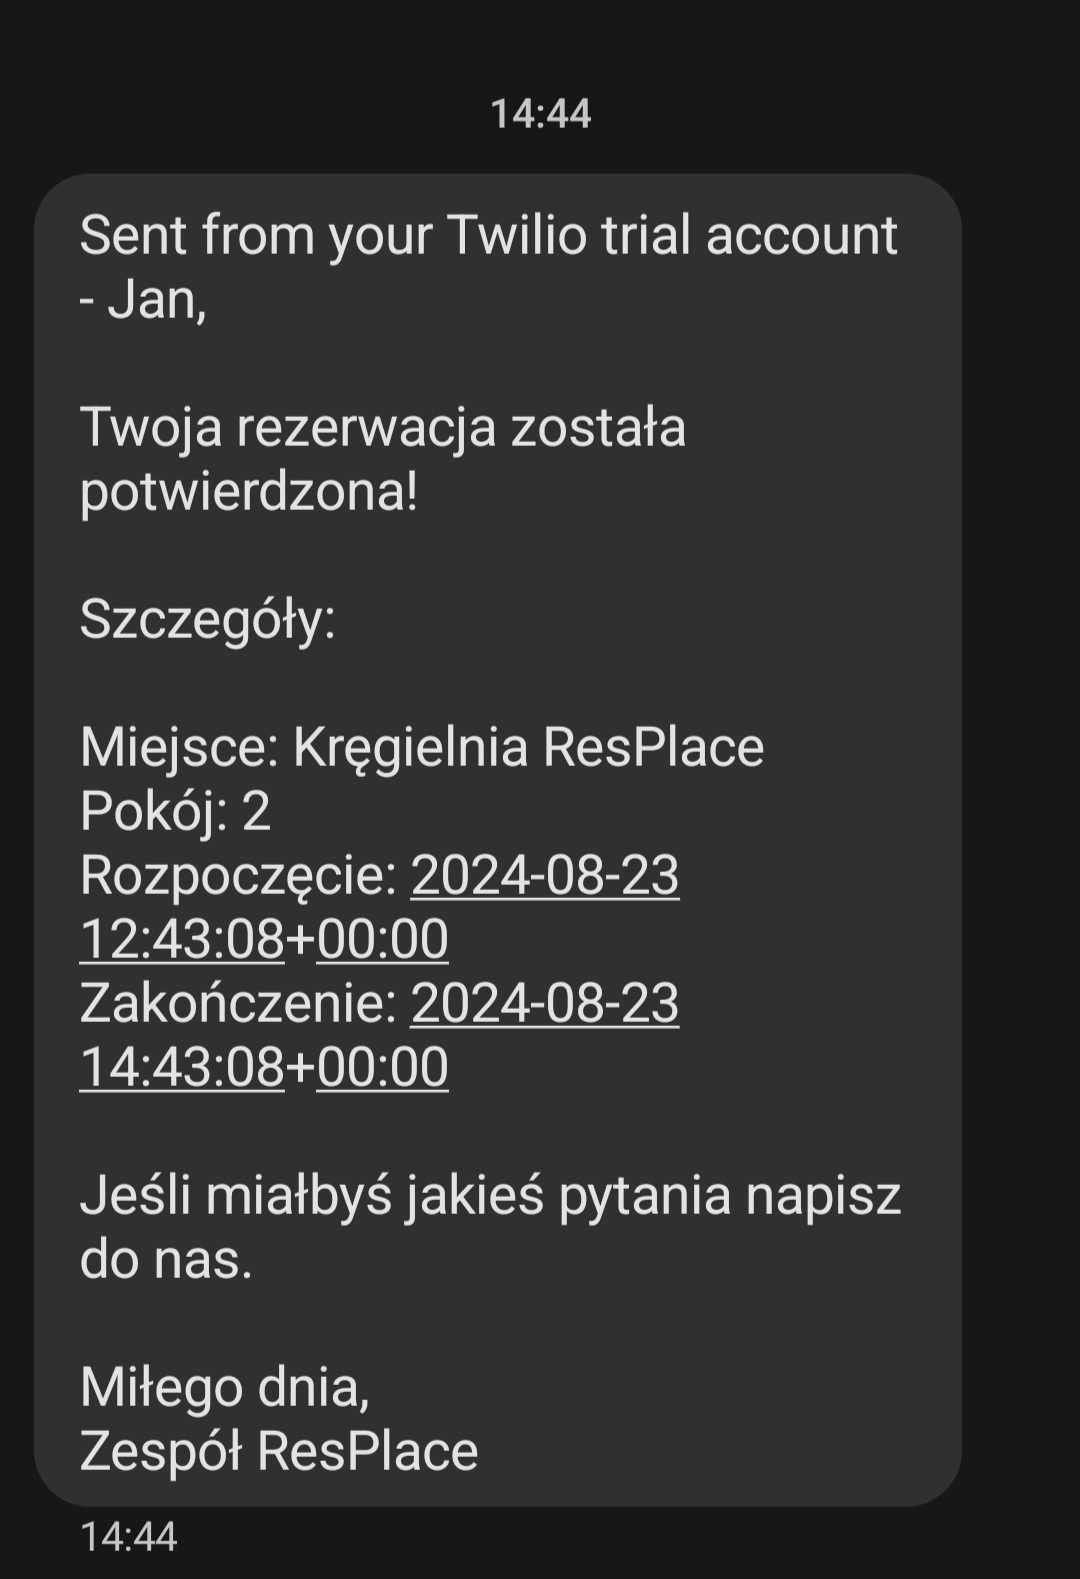 14:44
Sent from your Twilio trial account
- Jan,
Twoja rezerwacja została
potwierdzona!
Szczegóły:
Miejsce: Kręgielnia ResPlace
Pokój: 2
Rozpoczęcie: 2024-08-23
12:43:08+00:00
Zakończenie: 2024-08-23
14:43:08+00:00
Jeśli miałbyś jakieś pytania napisz
do nas.
Miłego dnia,
Zespół ResPlace
14:44